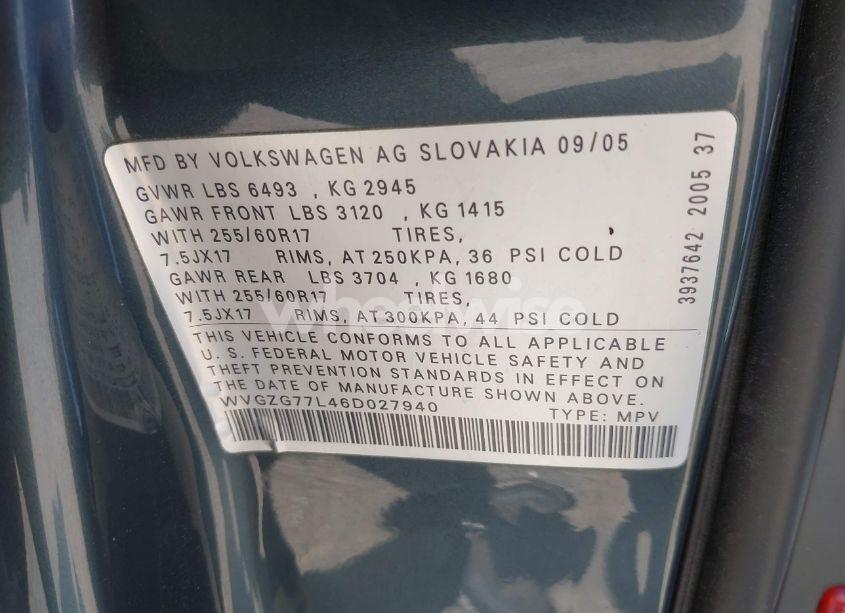 MFD BY VOLKSWAGEN AG SLOVAKIA 09/05
GVWR LBS 6493 , KG 2945
GAWR FRONT LBS 3120 , KG 1415
WITH 255/60R17 TIRES,
7.5JX17 RIMS, AT 250KPA, 36 PSI COLD
GAWR REAR LBS 3704 , KG 1680
WITH 255/60R17 TIRES,
7.5JX17 RIMS, AT 300KPA, 44 PSI COLD
THIS VEHICLE CONFORMS TO ALL APPLICABLE
U. S. FEDERAL MOTOR VEHICLE SAFETY AND
THEFT PREVENTION STANDARDS IN EFFECT ON
THE DATE OF MANUFACTURE SHOWN ABOVE.
WVGZG77L46D027940 TYPE: MPV
3937642 2005 37
wheelwise